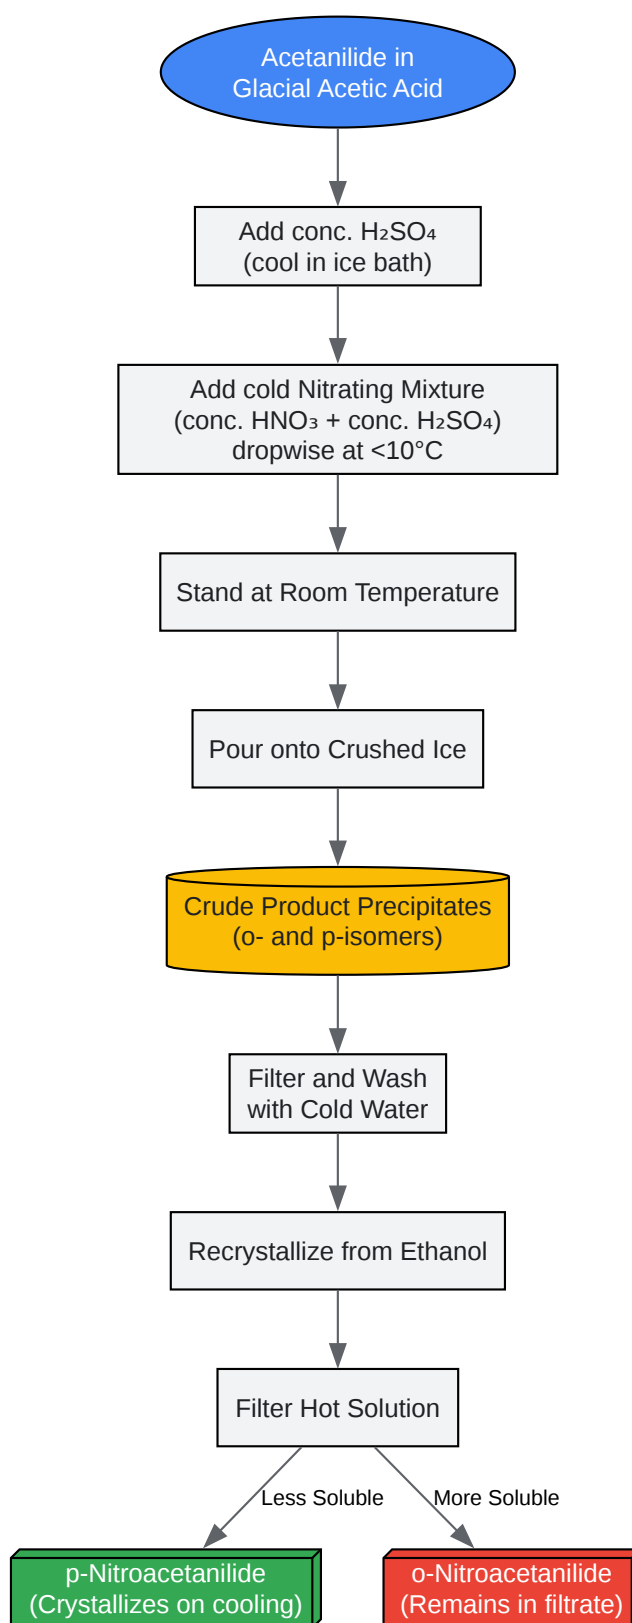 Acetanilide in
Glacial Acetic Acid
Add conc. H₂SO₄
(cool in ice bath)
Add cold Nitrating Mixture
(conc. HNO₃ + conc. H₂SO₄)
dropwise at <10°C
Stand at Room Temperature
Pour onto Crushed Ice
Crude Product Precipitates
(o- and p-isomers)
Filter and Wash
with Cold Water
Recrystallize from Ethanol
Filter Hot Solution
Less Soluble
More Soluble
p-Nitroacetanilide
(Crystallizes on cooling)
o-Nitroacetanilide
(Remains in filtrate)